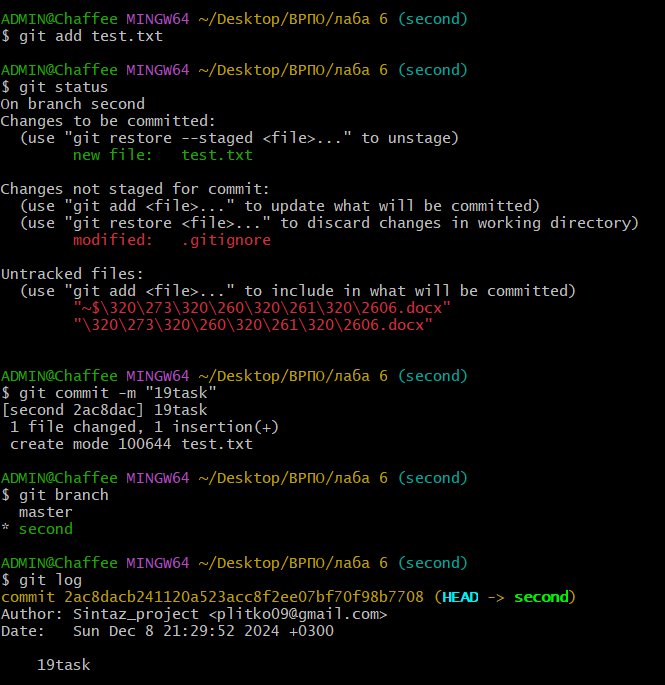 ADMIN@Chaffee MINGW64 ~/Desktop/ВРПО/лаба 6 (second)
$ git add test.txt
ADMIN@Chaffee MINGW64 ~/Desktop/ВРПО/лаба 6 (second)
$ git status
On branch second
Changes to be committed:
  (use "git restore --staged <file>..." to unstage)
        new file:   test.txt
Changes not staged for commit:
  (use "git add <file>..." to update what will be committed)
  (use "git restore <file>..." to discard changes in working directory)
        modified:   .gitignore
Untracked files:
  (use "git add <file>..." to include in what will be committed)
        "~$\320\273\320\260\320\261\320\2606.docx"
        "\320\273\320\260\320\261\320\2606.docx"
ADMIN@Chaffee MINGW64 ~/Desktop/ВРПО/лаба 6 (second)
$ git commit -m "19task"
[second 2ac8dac] 19task
 1 file changed, 1 insertion(+)
 create mode 100644 test.txt
ADMIN@Chaffee MINGW64 ~/Desktop/ВРПО/лаба 6 (second)
$ git branch
  master
* second
ADMIN@Chaffee MINGW64 ~/Desktop/ВРПО/лаба 6 (second)
$ git log
commit 2ac8dacb241120a523acc8f2ee07bf70f98b7708 (HEAD -> second)
Author: Sintaz_project <plitko09@gmail.com>
Date:   Sun Dec 8 21:29:52 2024 +0300
    19task